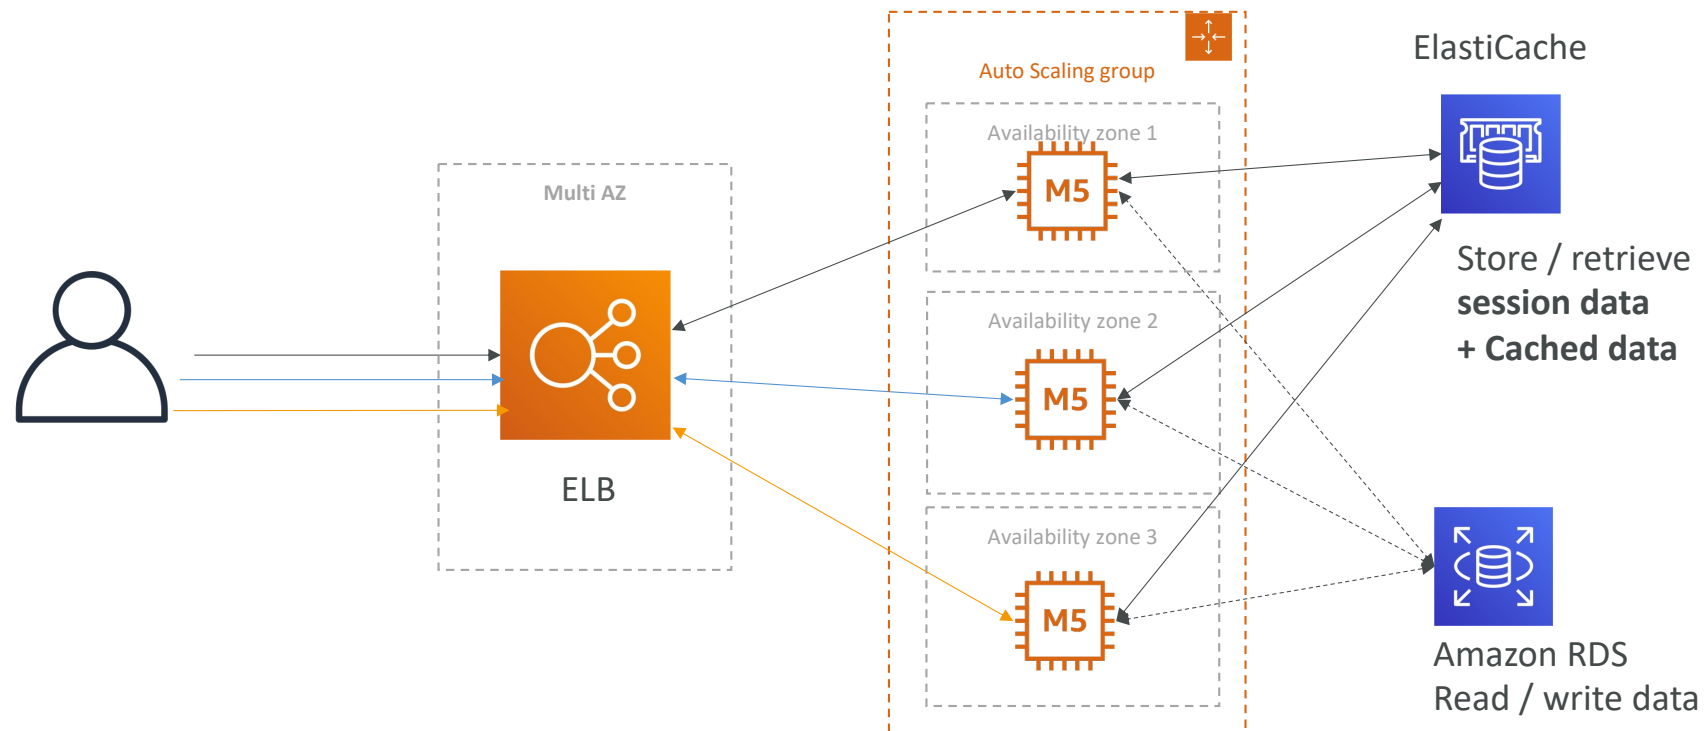 ElastiCache
Auto Scaling group
Availability zone 1
M5
Multi AZ
Store / retrieve
session data
+ Cached data
Availability zone 2
M5
ELB
Availability zone 3
M5
Amazon RDS
Read / write data